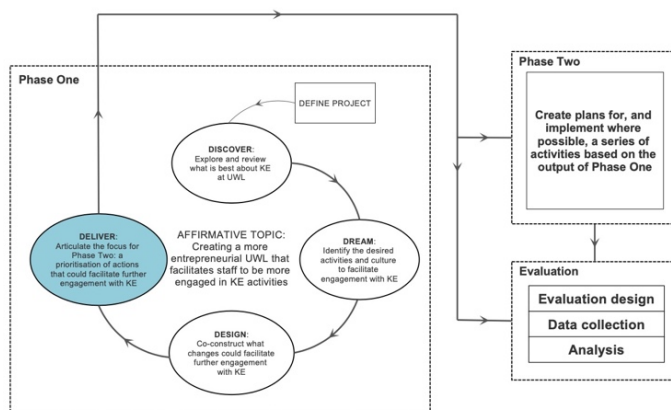 Phase One
DEFINE PROJECT
DISCOVER:
Explore and review
what is best about KE
at UWL
AFFIRMATIVE TOPIC:
Creating a more
entrepreneurial UWL that
facilitates staff to be more
engaged in KE activities
DREAM:
Identify the desired
activities and culture
to facilitate
engagement with KE
DESIGN:
Co-construct what
changes could facilitate
further engagement
with KE
DELIVER:
Articulate the focus for
Phase Two: a
prioritisation of actions
that could facilitate further
engagement with KE
Phase Two
Create plans for, and
implement where
possible, a series of
activities based on the
output of Phase One
Evaluation
Evaluation design
Data collection
Analysis